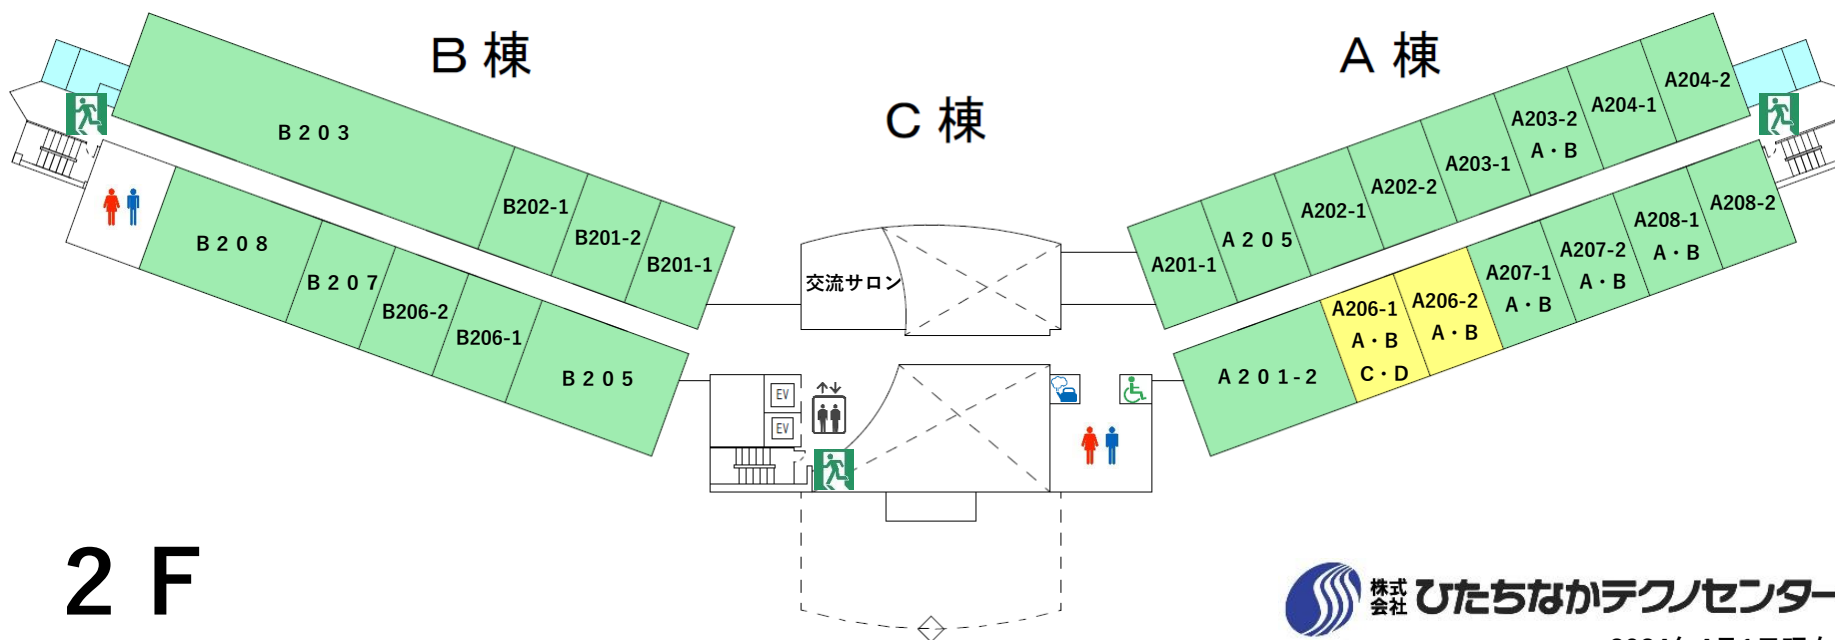 B棟
C棟
A棟
B203
B202-1
B201-2
B201-1
B208
B207
B206-2
B206-1
B205
交流サロン
EV
EV
A201-1
A205
A202-1
A202-2
A203-1
A203-2
A・B
A204-1
A204-2
A201-2
A206-1
A・B
C・D
A206-2
A・B
A207-1
A・B
A207-2
A・B
A208-1
A・B
A208-2
2F
株式会社 ひたちなかテクノセンター